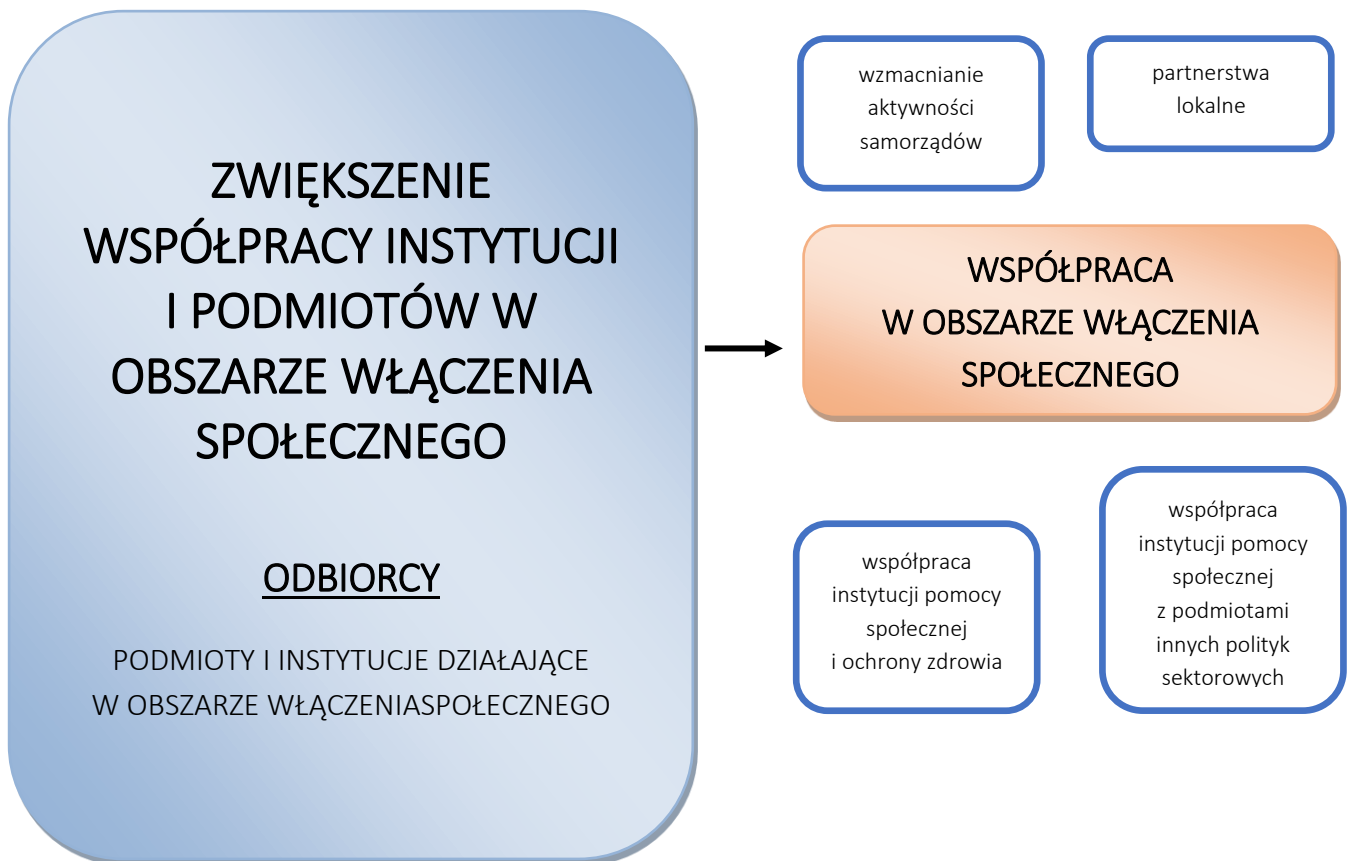 ZWIĘKSZENIE
WSPÓŁPRACY INSTYTUCJI
I PODMIOTÓW W
OBSZARZE WŁĄCZENIA
SPOŁECZNEGO
ODBIORCY
PODMIOTY I INSTYTUCJE DZIAŁAJĄCE
W OBSZARZE WŁĄCZENIASPOŁECZNEGO
wzmacnianie
aktywności
samorządów
partnerstwa
lokalne
WSPÓŁPRACA
W OBSZARZE WŁĄCZENIA
SPOŁECZNEGO
współpraca
instytucji pomocy
społecznej
i ochrony zdrowia
współpraca
instytucji pomocy
społecznej
z podmiotami
innych polityk
sektorowych